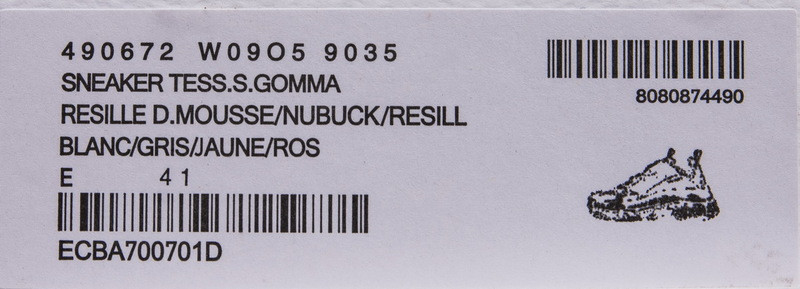 490672 W09O5 9035
SNEAKER TESS.S.GOMMA
RESILLE D.MOUSSE/NUBUCK/RESILL
BLANC/GRIS/JAUNE/ROS
E 41
ECBA700701D
8080874490